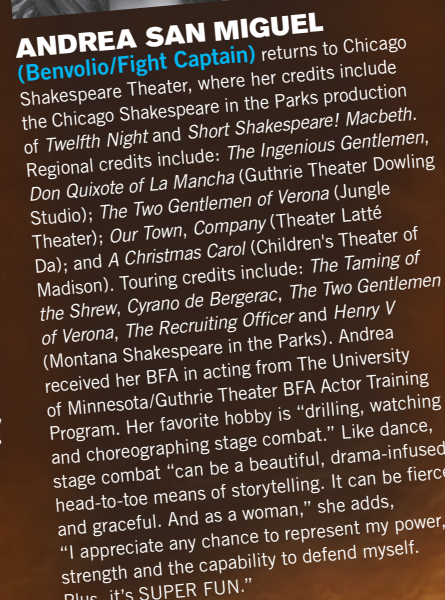 ANDREA SAN MIGUEL
(Benvolio/Fight Captain) returns to Chicago
Shakespeare Theater, where her credits include
the Chicago Shakespeare in the Parks production
of Twelfth Night and Short Shakespeare! Macbeth.
Regional credits include: The Ingenious Gentlemen,
Don Quixote of La Mancha (Guthrie Theater Dowling
Studio); The Two Gentlemen of Verona (Jungle
Theater); Our Town, Company (Theater Latté
Da); and A Christmas Carol (Children's Theater of
Madison). Touring credits include: The Taming of
the Shrew, Cyrano de Bergerac, The Two Gentlemen
of Verona, The Recruiting Officer and Henry V
(Montana Shakespeare in the Parks). Andrea
received her BFA in acting from The University
of Minnesota/Guthrie Theater BFA Actor Training
Program. Her favorite hobby is “drilling, watching
and choreographing stage combat.” Like dance,
stage combat “can be a beautiful, drama-infused
head-to-toe means of storytelling. It can be fierce
and graceful. And as a woman,” she adds,
“I appreciate any chance to represent my power,
strength and the capability to defend myself.
Plus, it's SUPER FUN.”